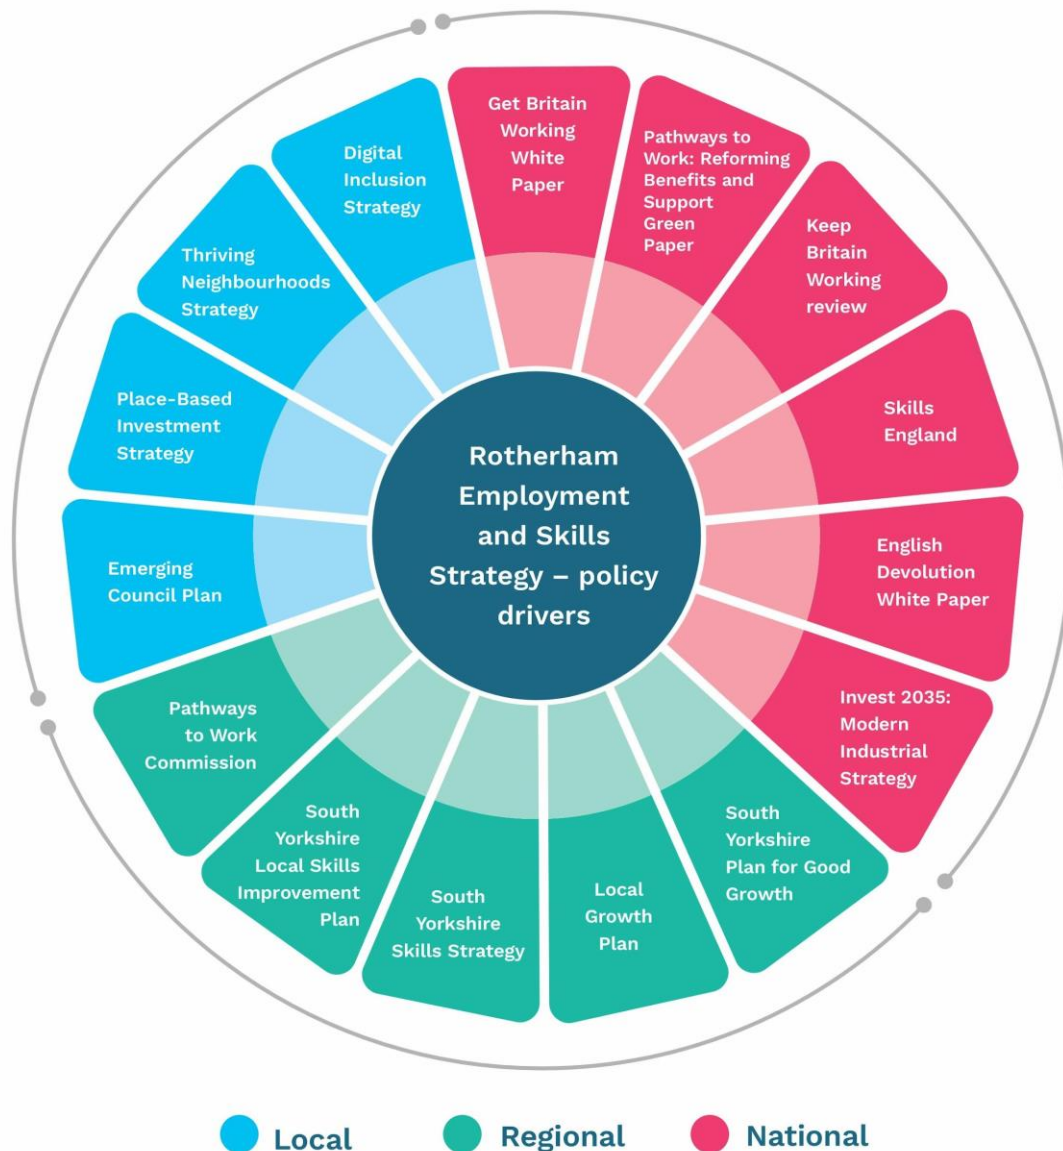 Get Britain
Working
White
Paper
Pathways to
Work: Reforming
Benefits and
Support
Green
Paper
Keep
Britain
Working
review
Skills
England
English
Devolution
White Paper
Invest 2035:
Modern
Industrial
Strategy
South
Yorkshire
Plan for Good
Growth
Local
Growth
Plan
South
Yorkshire
Skills Strategy
South
Yorkshire
Local Skills
Improvement
Plan
Pathways
to Work
Commission
Emerging
Council Plan
Place-Based
Investment
Strategy
Thriving
Neighbourhoods
Strategy
Digital
Inclusion
Strategy
Rotherham
Employment
and Skills
Strategy – policy
drivers
Local
Regional
National